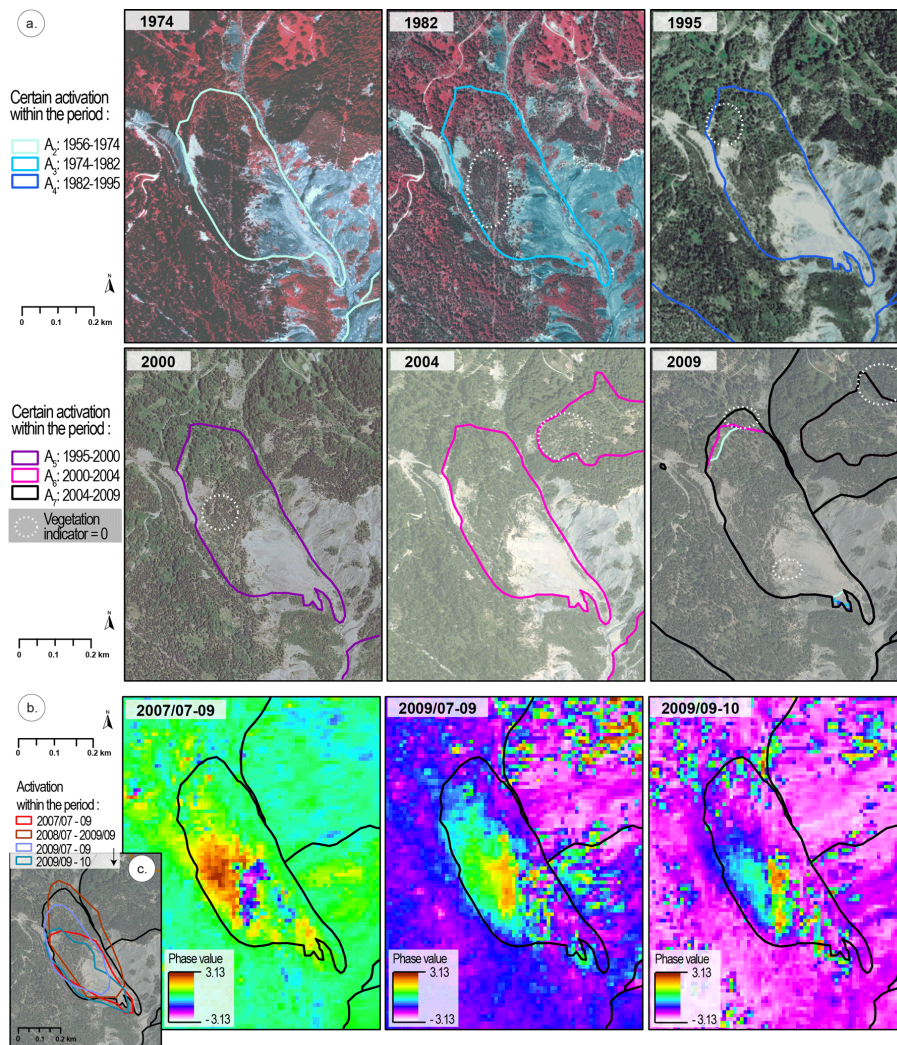 a.
1974
1982
1995
Certain activation
within the period :
A2: 1956-1974
A3: 1974-1982
A4: 1982-1995
N
0 0.1 0.2 km
2000
2004
2009
Certain activation
within the period :
A5: 1995-2000
A6: 2000-2004
A7: 2004-2009
Vegetation
indicator = 0
N
0 0.1 0.2 km
b.
2007/07-09
2009/07-09
2009/09-10
N
0 0.1 0.2 km
Activation
within the period :
2007/07 - 09
2008/07 - 2009/09
2009/07 - 09
2009/09 - 10
c.
0 0.1 0.2 km
Phase value
3.13
- 3.13
Phase value
3.13
- 3.13
Phase value
3.13
- 3.13